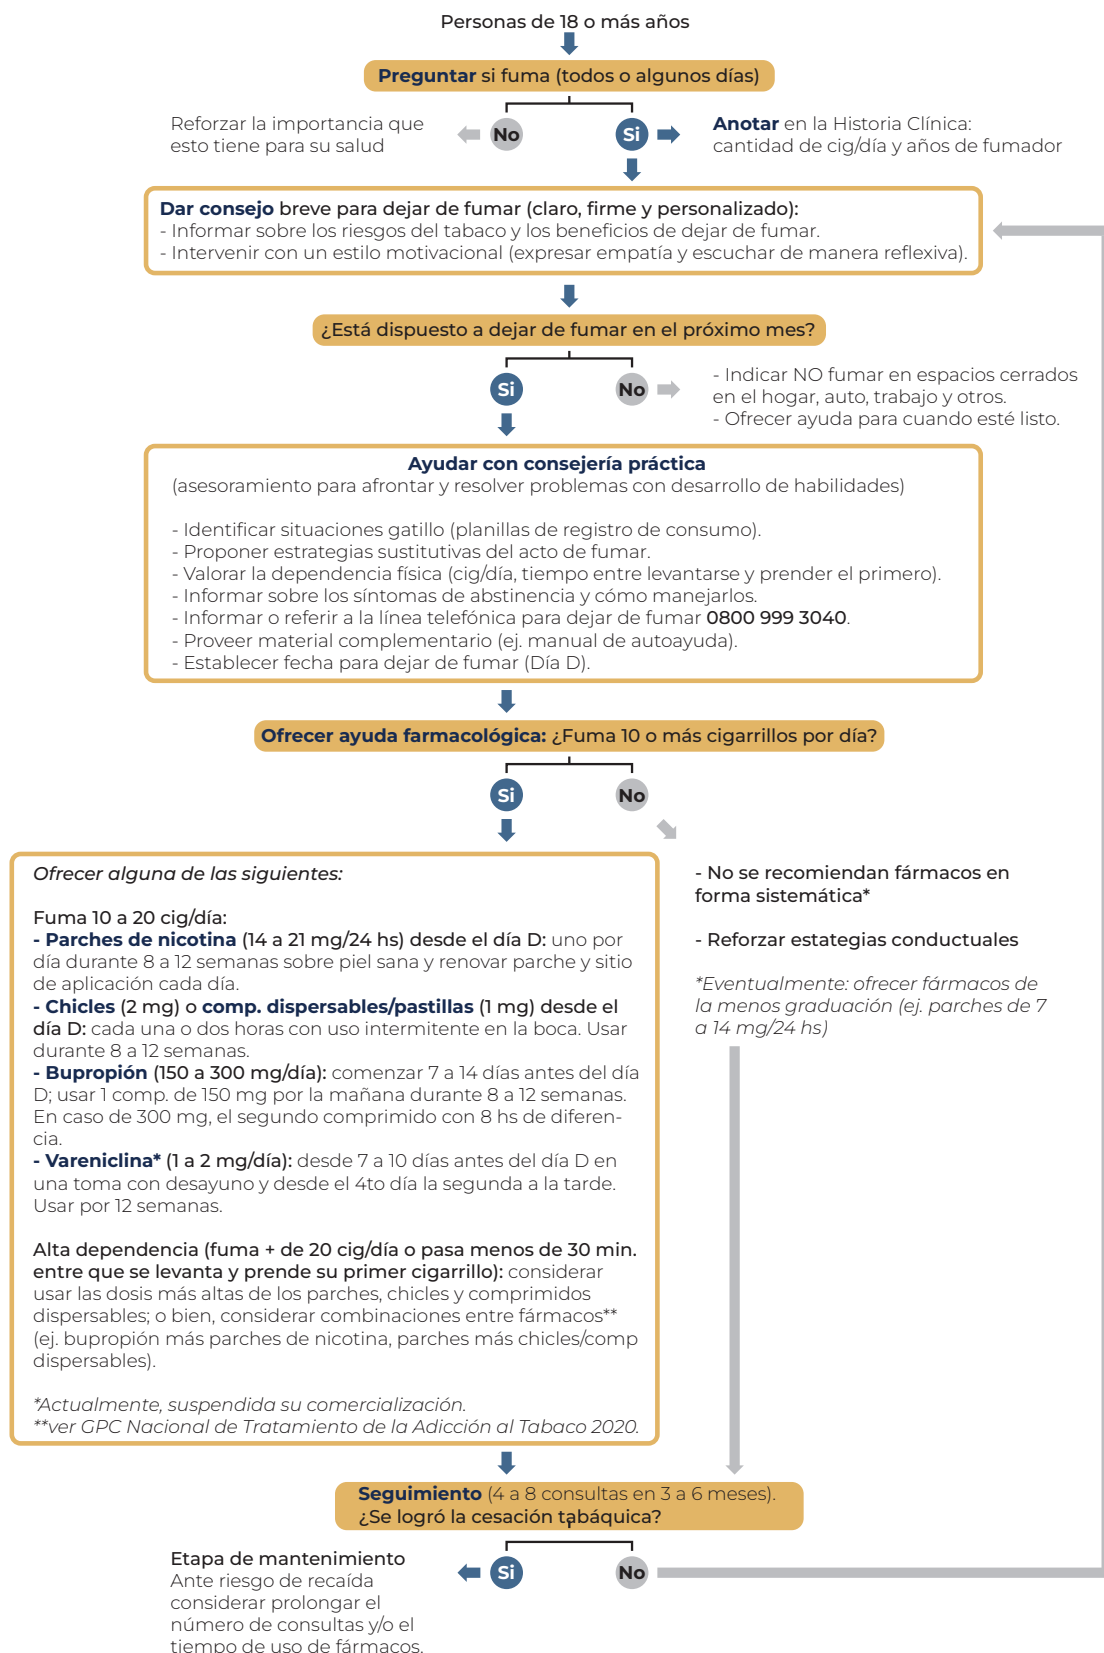 Personas de 18 o más años
Preguntar si fuma (todos o algunos días)
No
Si
Reforzar la importancia que
esto tiene para su salud
Anotar en la Historia Clínica:
cantidad de cig/día y años de fumador
Dar consejo breve para dejar de fumar (claro, firme y personalizado):
- Informar sobre los riesgos del tabaco y los beneficios de dejar de fumar.
- Intervenir con un estilo motivacional (expresar empatía y escuchar de manera reflexiva).
¿Está dispuesto a dejar de fumar en el próximo mes?
Si
No
- Indicar NO fumar en espacios cerrados
en el hogar, auto, trabajo y otros.
- Ofrecer ayuda para cuando esté listo.
Ayudar con consejería práctica
(asesoramiento para afrontar y resolver problemas con desarrollo de habilidades)
- Identificar situaciones gatillo (planillas de registro de consumo).
- Proponer estrategias sustitutivas del acto de fumar.
- Valorar la dependencia física (cig/día, tiempo entre levantarse y prender el primero).
- Informar sobre los síntomas de abstinencia y cómo manejarlos.
- Informar o referir a la línea telefónica para dejar de fumar 0800 999 3040.
- Proveer material complementario (ej. manual de autoayuda).
- Establecer fecha para dejar de fumar (Día D).
Ofrecer ayuda farmacológica: ¿Fuma 10 o más cigarrillos por día?
Si
No
Ofrecer alguna de las siguientes:
Fuma 10 a 20 cig/día:
- Parches de nicotina (14 a 21 mg/24 hs) desde el día D: uno por
día durante 8 a 12 semanas sobre piel sana y renovar parche y sitio
de aplicación cada día.
- Chicles (2 mg) o comp. dispersables/pastillas (1 mg) desde el
día D: cada una o dos horas con uso intermitente en la boca. Usar
durante 8 a 12 semanas.
- Bupropión (150 a 300 mg/día): comenzar 7 a 14 días antes del día
D; usar 1 comp. de 150 mg por la mañana durante 8 a 12 semanas.
En caso de 300 mg, el segundo comprimido con 8 hs de diferen-
cia.
- Vareniclina* (1 a 2 mg/día): desde 7 a 10 días antes del día D en
una toma con desayuno y desde el 4to día la segunda a la tarde.
Usar por 12 semanas.
Alta dependencia (fuma + de 20 cig/día o pasa menos de 30 min.
entre que se levanta y prende su primer cigarrillo): considerar
usar las dosis más altas de los parches, chicles y comprimidos
dispersables; o bien, considerar combinaciones entre fármacos**
(ej. bupropión más parches de nicotina, parches más chicles/comp
dispersables).
*Actualmente, suspendida su comercialización.
**ver GPC Nacional de Tratamiento de la Adicción al Tabaco 2020.
- No se recomiendan fármacos en
forma sistemática*
- Reforzar estategias conductuales
*Eventualmente: ofrecer fármacos de
la menos graduación (ej. parches de 7
a 14 mg/24 hs)
Seguimiento (4 a 8 consultas en 3 a 6 meses).
¿Se logró la cesación tabáquica?
Si
No
Etapa de mantenimiento
Ante riesgo de recaída
considerar prolongar el
número de consultas y/o el
tiempo de uso de fármacos.